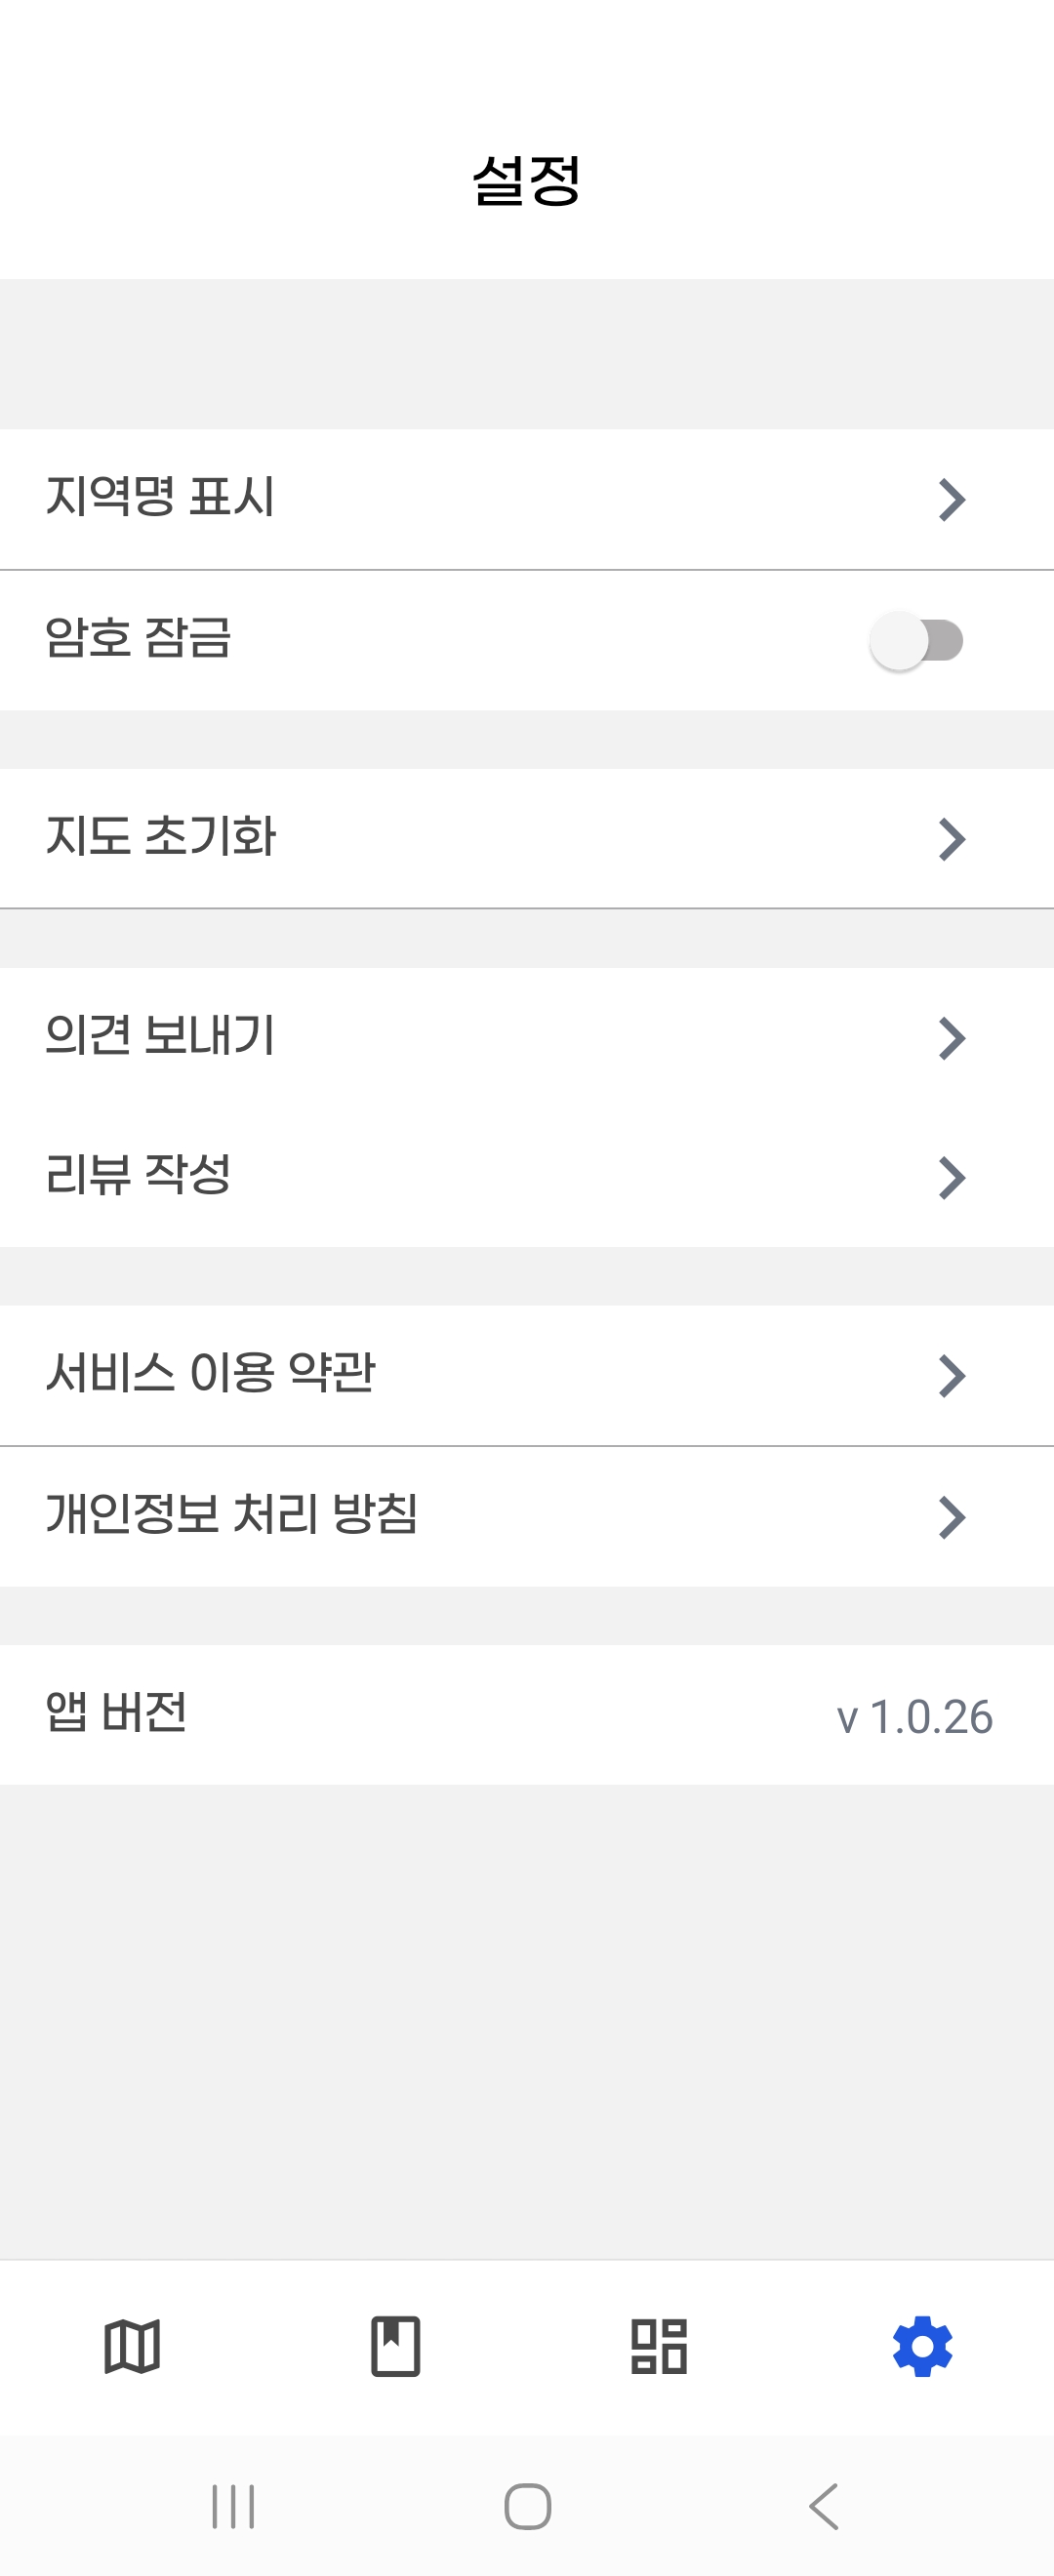 설정
지역명 표시
암호 잠금
지도 초기화
의견 보내기
리뷰 작성
서비스 이용 약관
개인정보 처리 방침
앱 버전
v 1.0.26